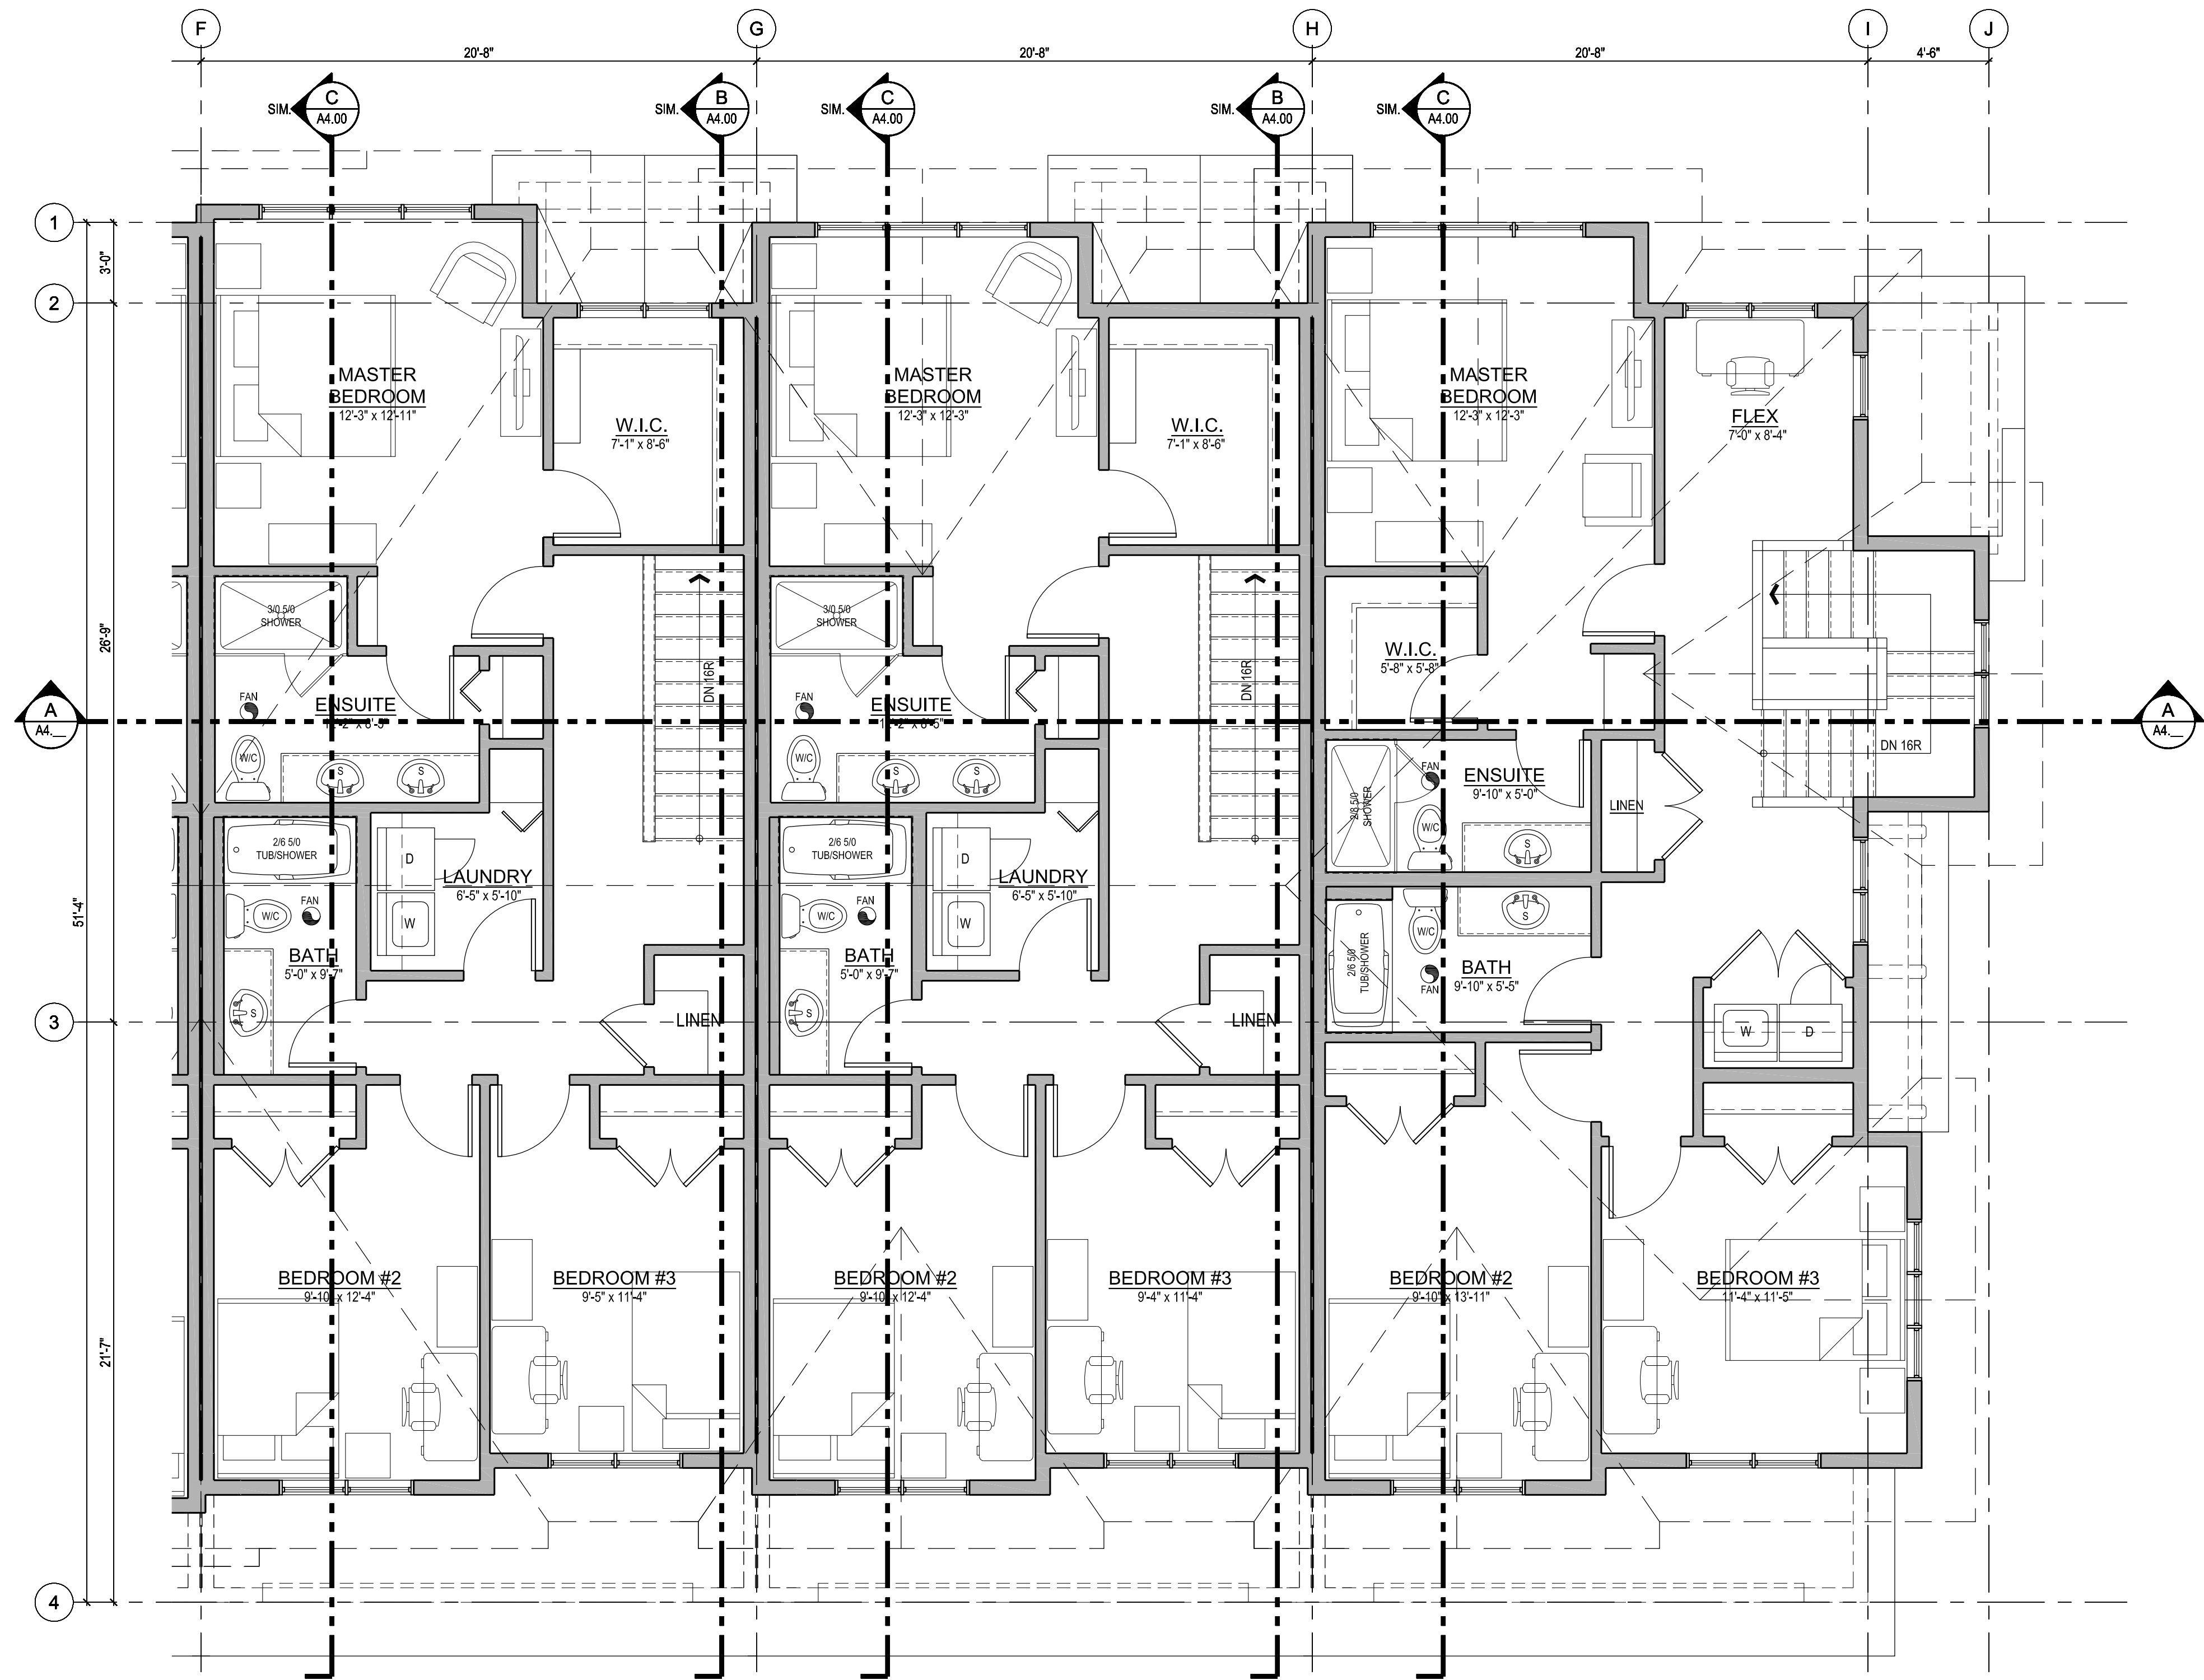 F
G
H
I
J
20'-8"
20'-8"
20'-8"
4'-6"
SIM.
C
A4.00
SIM.
B
A4.00
SIM.
C
A4.00
SIM.
B
A4.00
SIM.
C
A4.00
1
2
3
4
3'-0"
26'-9"
51'-4"
21'-7"
A
A4.__
A
A4.__
MASTER
BEDROOM
12'-3" x 12'-11"
W.I.C.
7'-1" x 8'-6"
MASTER
BEDROOM
12'-3" x 12'-3"
W.I.C.
7'-1" x 8'-6"
MASTER
BEDROOM
12'-3" x 12'-3"
FLEX
7'-0" x 8'-4"
3/0 5/0
SHOWER
DN 16R
FAN
ENSUITE
W/C
S
S
3/0 5/0
SHOWER
DN 16R
FAN
ENSUITE
W/C
S
S
W.I.C.
5'-8" x 5'-8"
DN 16R
2/8 5/0
SHOWER
FAN
ENSUITE
9'-10" x 5'-0"
W/C
S
LINEN
2/6 5/0
TUB/SHOWER
D
LAUNDRY
6'-5" x 5'-10"
W/C
FAN
W
BATH
5'-0" x 9'-7"
S
LINEN
2/6 5/0
TUB/SHOWER
D
LAUNDRY
6'-5" x 5'-10"
W/C
FAN
W
BATH
5'-0" x 9'-7"
S
LINEN
2/6 5/0
TUB/SHOWER
W/C
S
FAN
BATH
9'-10" x 5'-5"
W
D
BEDROOM #2
9'-10" x 12'-4"
BEDROOM #3
9'-5" x 11'-4"
BEDROOM #2
9'-10" x 12'-4"
BEDROOM #3
9'-4" x 11'-4"
BEDROOM #2
9'-10" x 13'-11"
BEDROOM #3
11'-4" x 11'-5"